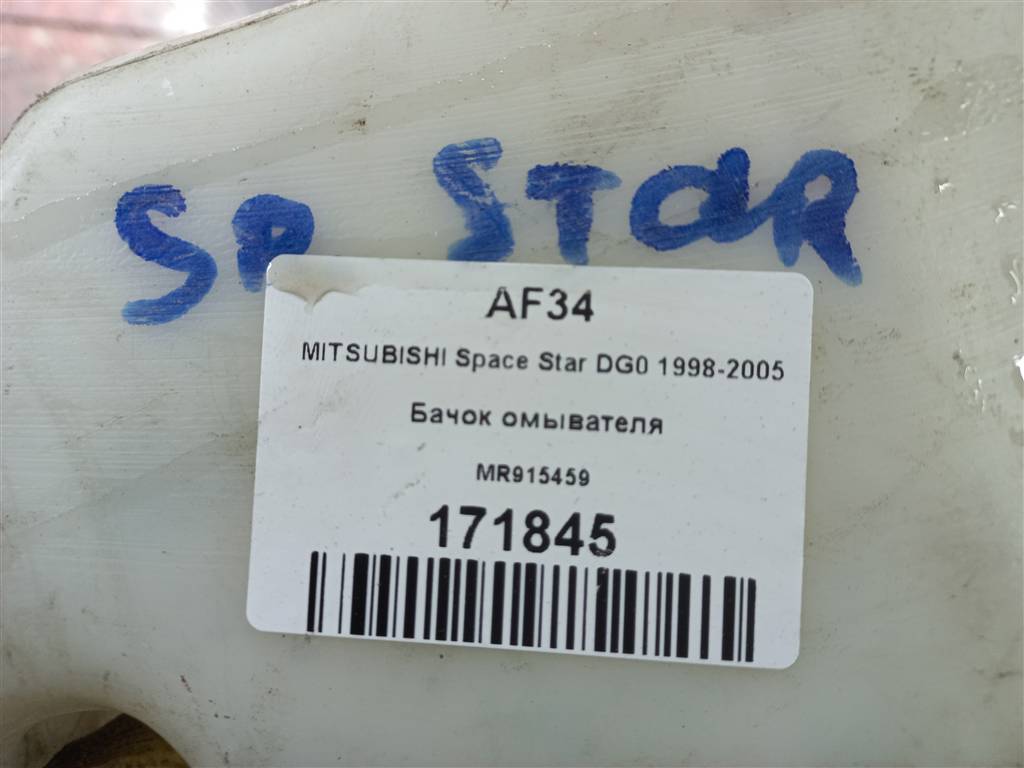 SP STAR
AF34
MITSUBISHI Space Star DG0 1998-2005
Бачок омывателя
MR915459
171845